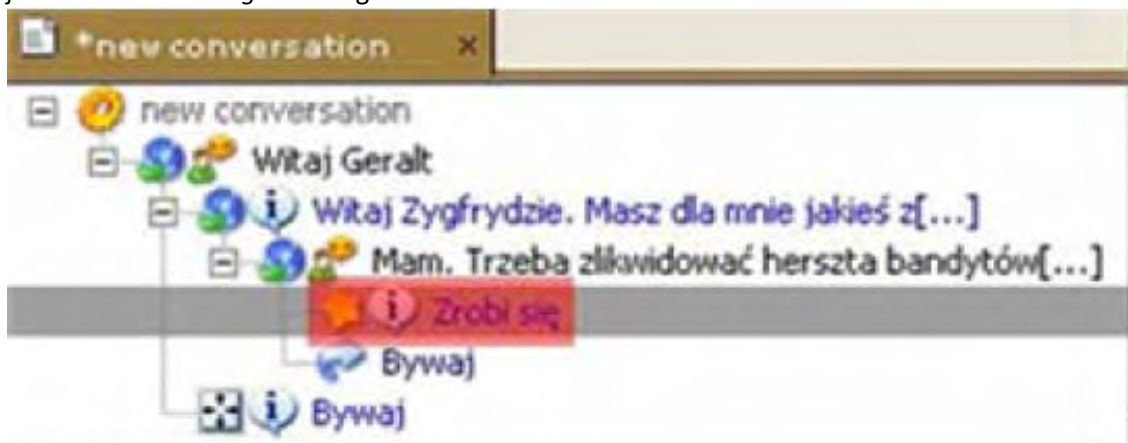 *new conversation
new conversation
Witaj Geralt
Witaj Zygfrydzie. Masz dla mnie jakieś z[...]
Mam. Trzeba zlikwidować herszta bandytów[...]
Zrobi się
Bywaj
Bywaj